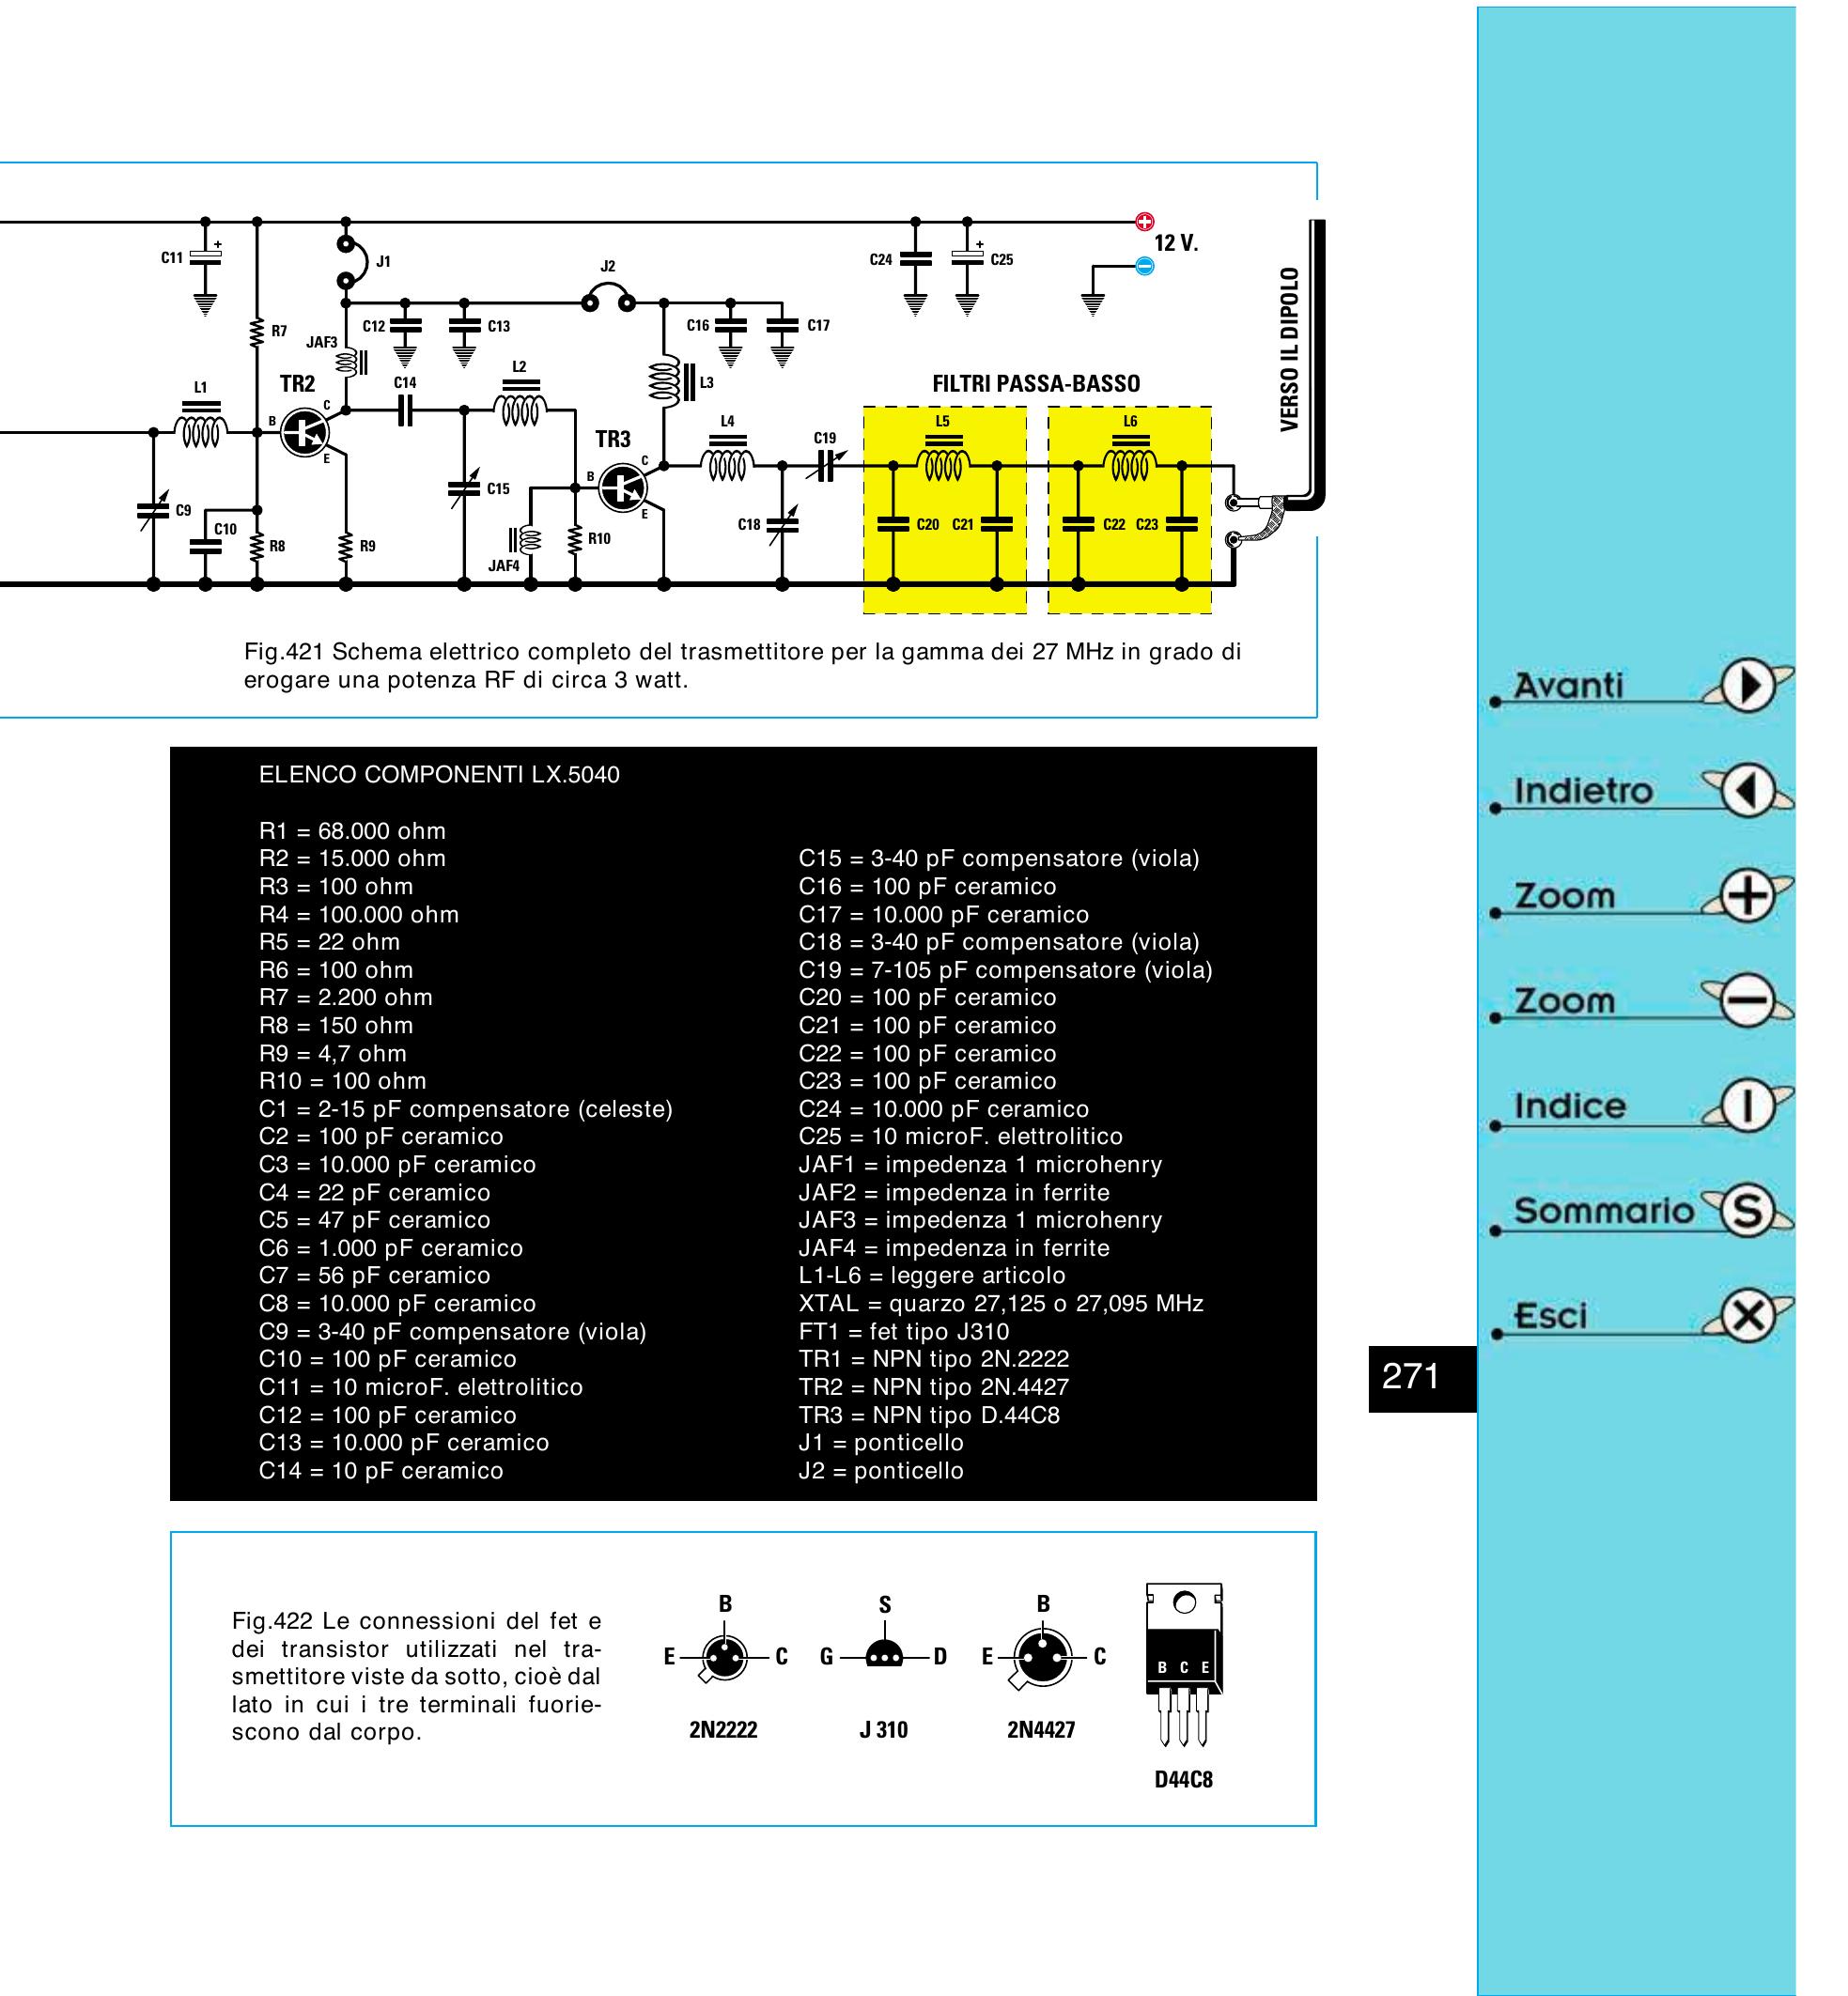 C11
+
J1
J2
C24
+
C25
12 V.
VERSO IL DIPOLO
R7
JAF3
C12
C13
C16
C17
L1
TR2
C
B
E
C14
L2
TR3
C
B
E
L3
FILTRI PASSA-BASSO
L4
C19
L5
L6
C9
C10
R8
R9
C15
JAF4
R10
C18
C20
C21
C22
C23
Fig.421 Schema elettrico completo del trasmettitore per la gamma dei 27 MHz in grado di
erogare una potenza RF di circa 3 watt.
ELENCO COMPONENTI LX.5040
R1 = 68.000 ohm
R2 = 15.000 ohm
R3 = 100 ohm
R4 = 100.000 ohm
R5 = 22 ohm
R6 = 100 ohm
R7 = 2.200 ohm
R8 = 150 ohm
R9 = 4,7 ohm
R10 = 100 ohm
C1 = 2-15 pF compensatore (celeste)
C2 = 100 pF ceramico
C3 = 10.000 pF ceramico
C4 = 22 pF ceramico
C5 = 47 pF ceramico
C6 = 1.000 pF ceramico
C7 = 56 pF ceramico
C8 = 10.000 pF ceramico
C9 = 3-40 pF compensatore (viola)
C10 = 100 pF ceramico
C11 = 10 microF. elettrolitico
C12 = 100 pF ceramico
C13 = 10.000 pF ceramico
C14 = 10 pF ceramico
C15 = 3-40 pF compensatore (viola)
C16 = 100 pF ceramico
C17 = 10.000 pF ceramico
C18 = 3-40 pF compensatore (viola)
C19 = 7-105 pF compensatore (viola)
C20 = 100 pF ceramico
C21 = 100 pF ceramico
C22 = 100 pF ceramico
C23 = 100 pF ceramico
C24 = 10.000 pF ceramico
C25 = 10 microF. elettrolitico
JAF1 = impedenza 1 microhenry
JAF2 = impedenza in ferrite
JAF3 = impedenza 1 microhenry
JAF4 = impedenza in ferrite
L1-L6 = leggere articolo
XTAL = quarzo 27,125 o 27,095 MHz
FT1 = fet tipo J310
TR1 = NPN tipo 2N.2222
TR2 = NPN tipo 2N.4427
TR3 = NPN tipo D.44C8
J1 = ponticello
J2 = ponticello
Fig.422 Le connessioni del fet e
dei transistor utilizzati nel tra-
smettitore viste da sotto, cioè dal
lato in cui i tre terminali fuorie-
scono dal corpo.
B
E
C
2N2222
S
G
D
J 310
B
E
C
2N4427
B C E
D44C8
Avanti
Indietro
Zoom +
Zoom −
Indice I
Sommario S
Esci X
271